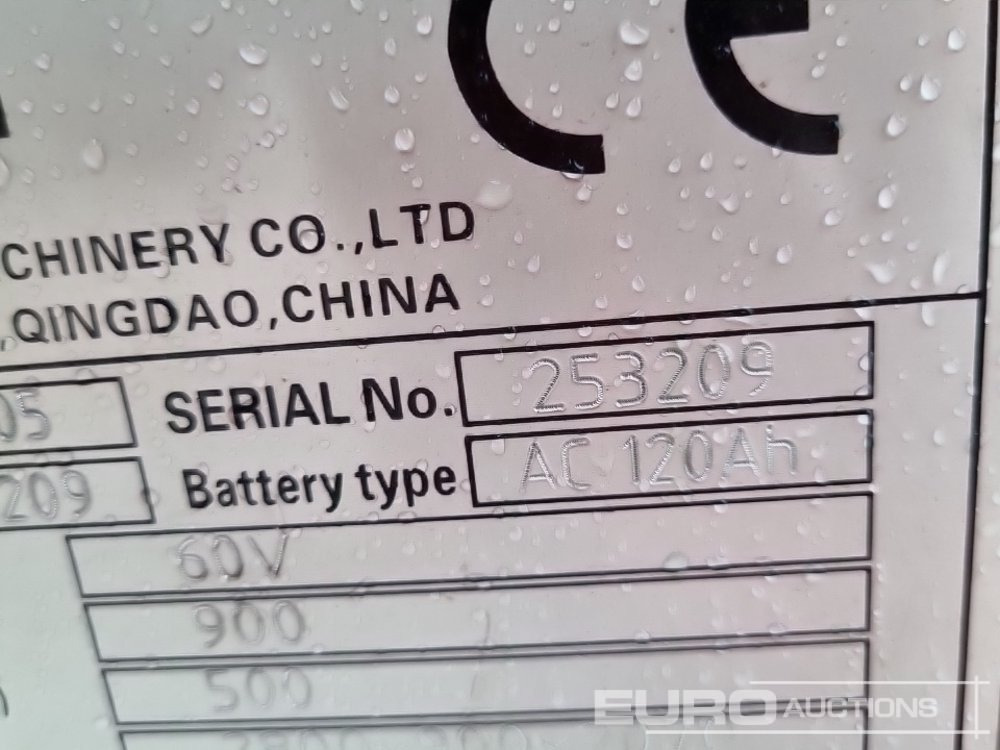 CE
CHINERY CO.,LTD
,QINGDAO,CHINA
05 SERIAL No. 253209
209 Battery type AC 120Ah
60V
900
500
EURO AUCTIONS